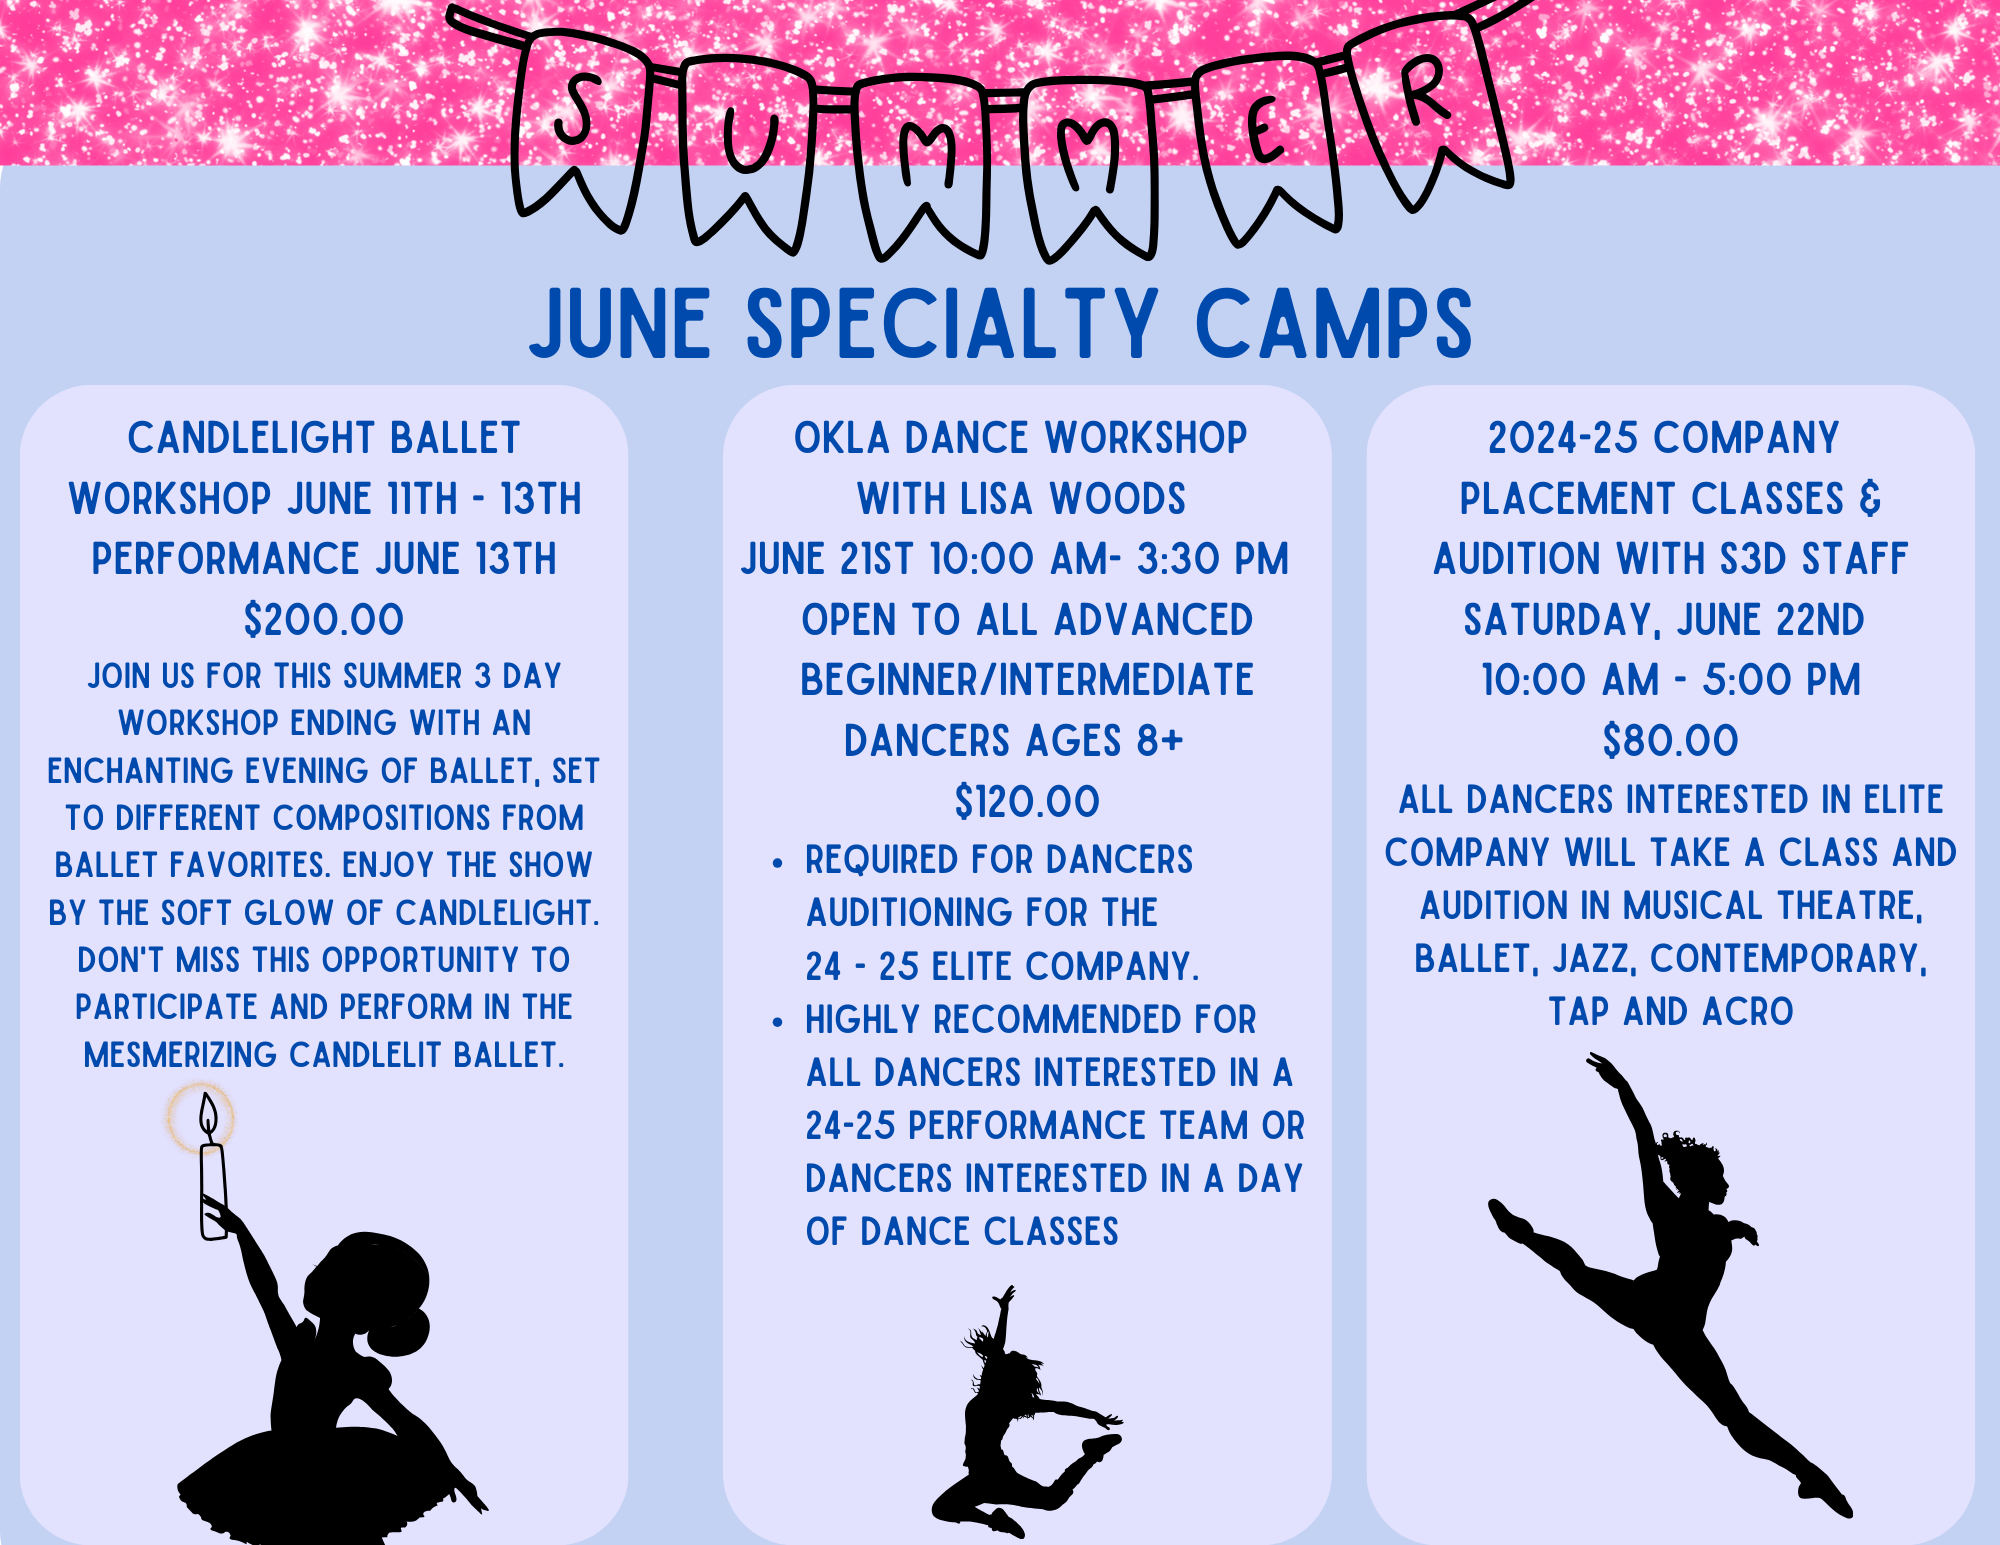 SUMMER
JUNE SPECIALTY CAMPS
CANDLELIGHT BALLET
WORKSHOP JUNE 11TH - 13TH
PERFORMANCE JUNE 13TH
$200.00
JOIN US FOR THIS SUMMER 3 DAY
WORKSHOP ENDING WITH AN
ENCHANTING EVENING OF BALLET, SET
TO DIFFERENT COMPOSITIONS FROM
BALLET FAVORITES. ENJOY THE SHOW
BY THE SOFT GLOW OF CANDLELIGHT.
DON'T MISS THIS OPPORTUNITY TO
PARTICIPATE AND PERFORM IN THE
MESMERIZING CANDLELIT BALLET.
OKLA DANCE WORKSHOP
WITH LISA WOODS
JUNE 21ST 10:00 AM- 3:30 PM
OPEN TO ALL ADVANCED
BEGINNER/INTERMEDIATE
DANCERS AGES 8+
$120.00
• REQUIRED FOR DANCERS
AUDITIONING FOR THE
24 - 25 ELITE COMPANY.
• HIGHLY RECOMMENDED FOR
ALL DANCERS INTERESTED IN A
24-25 PERFORMANCE TEAM OR
DANCERS INTERESTED IN A DAY
OF DANCE CLASSES
2024-25 COMPANY
PLACEMENT CLASSES &
AUDITION WITH S3D STAFF
SATURDAY, JUNE 22ND
10:00 AM - 5:00 PM
$80.00
ALL DANCERS INTERESTED IN ELITE
COMPANY WILL TAKE A CLASS AND
AUDITION IN MUSICAL THEATRE,
BALLET, JAZZ, CONTEMPORARY,
TAP AND ACRO